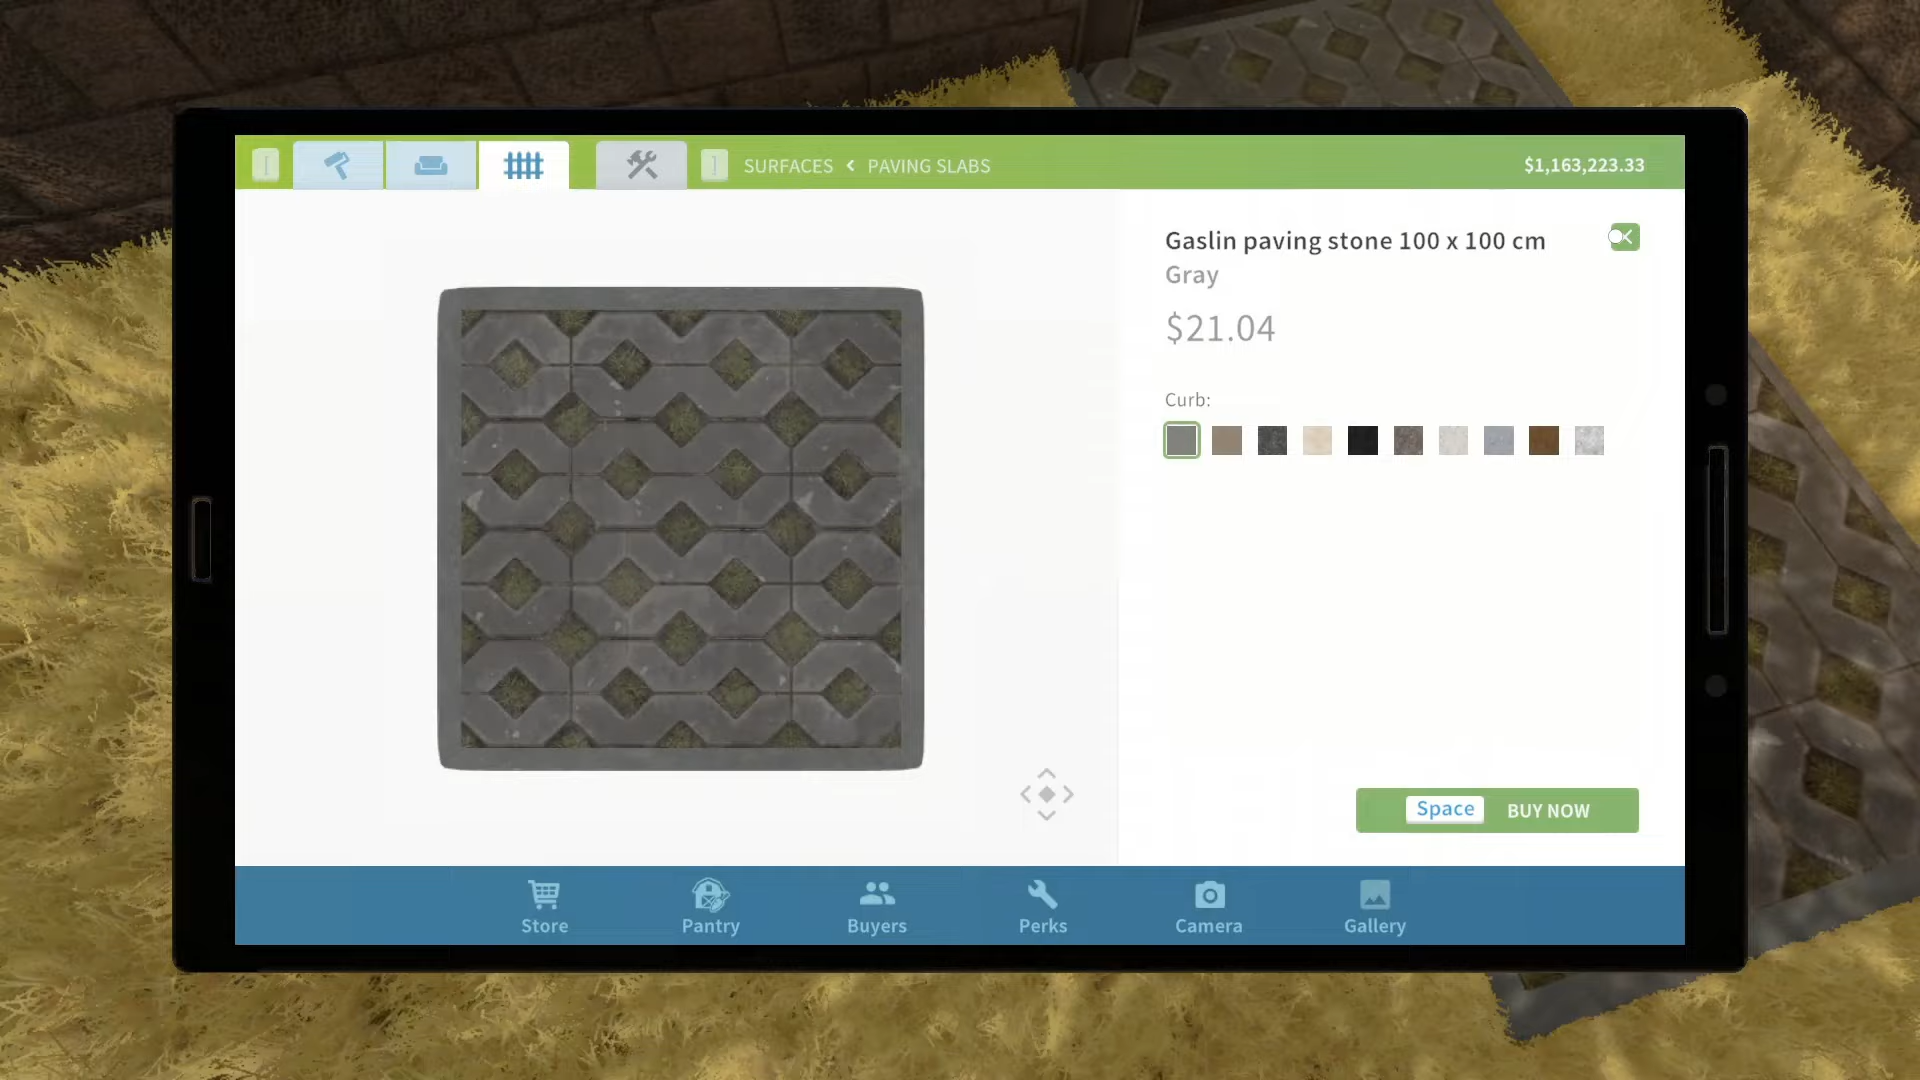 [ ] SURFACES < PAVING SLABS $1,163,223.33
Gaslin paving stone 100 x 100 cm
Gray
$21.04
Curb:
Space BUY NOW
Store Pantry Buyers Perks Camera Gallery